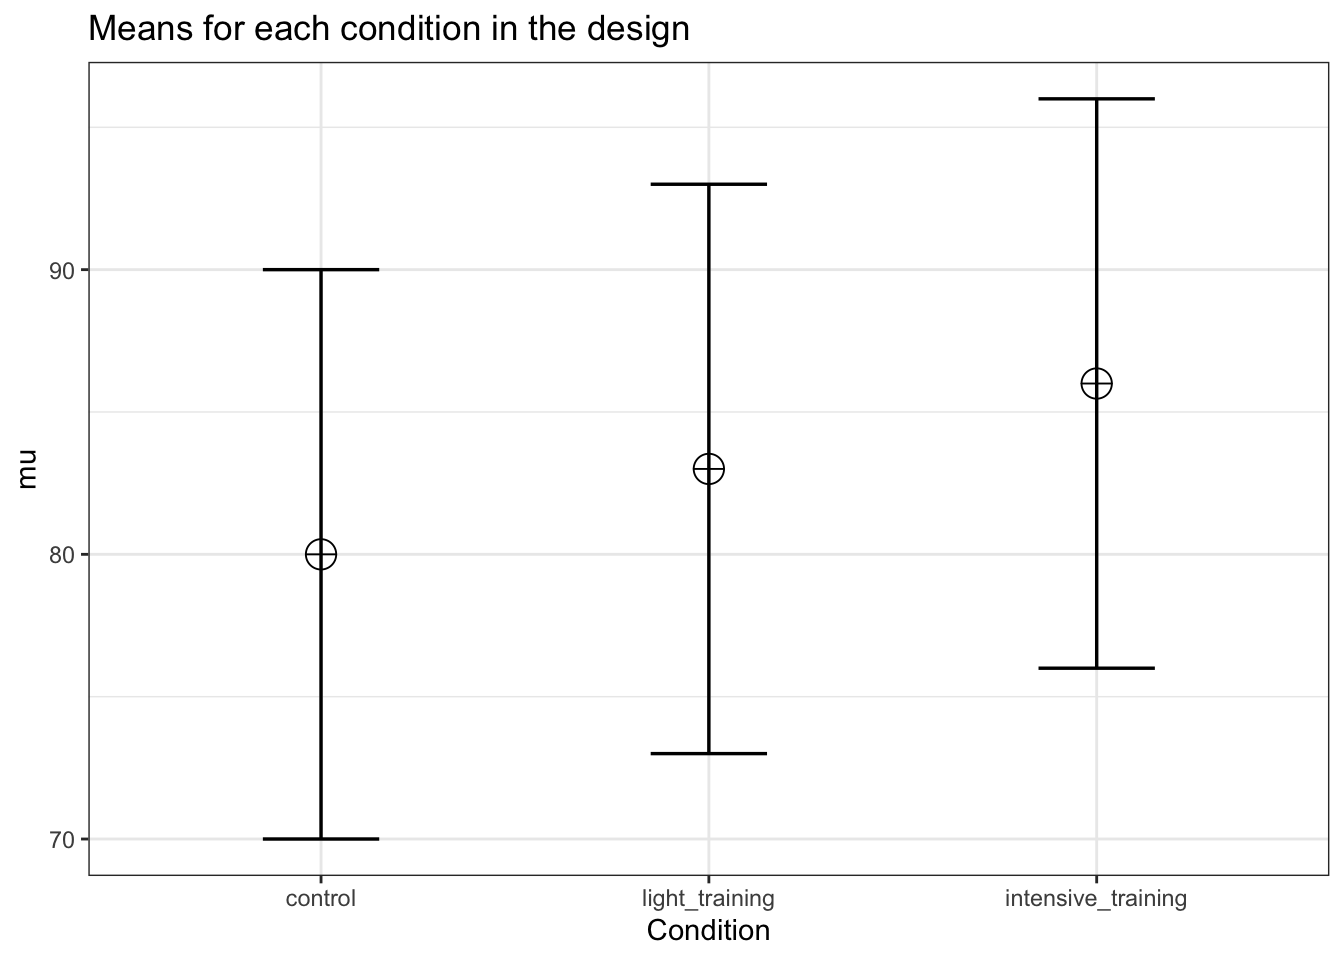 Means for each condition in the design
mu
90
80
70
control light_training intensive_training
Condition